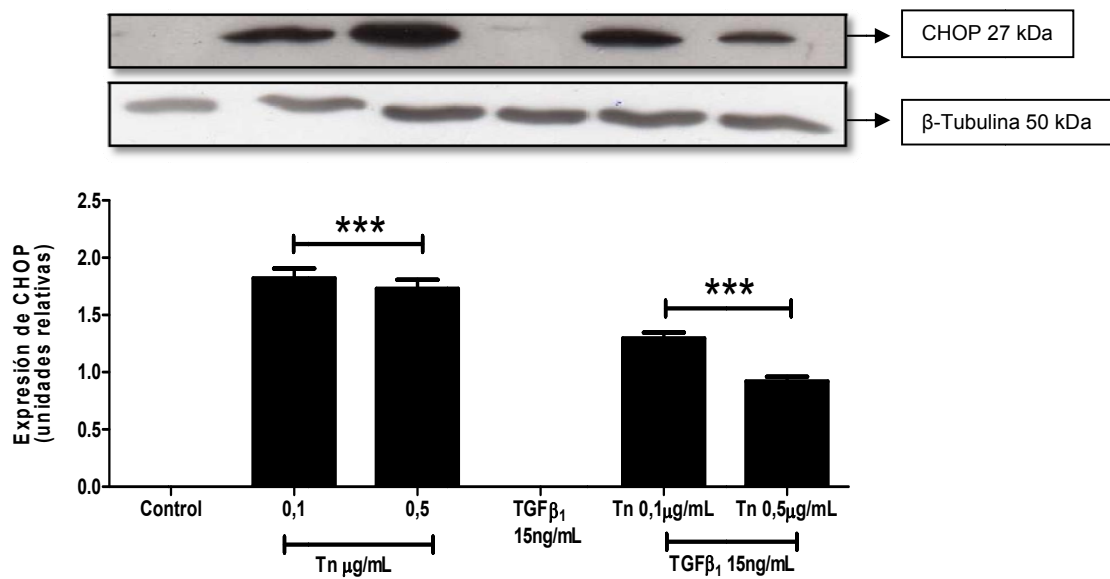 CHOP 27 kDa
β-Tubulina 50 kDa
Expresión de CHOP
(unidades relativas)
2.5
2.0
1.5
1.0
0.5
0.0
***
***
Control
0,1
0,5
TGFβ₁
15ng/mL
Tn 0,1µg/mL
Tn 0,5µg/mL
Tn µg/mL
TGFβ₁ 15ng/mL